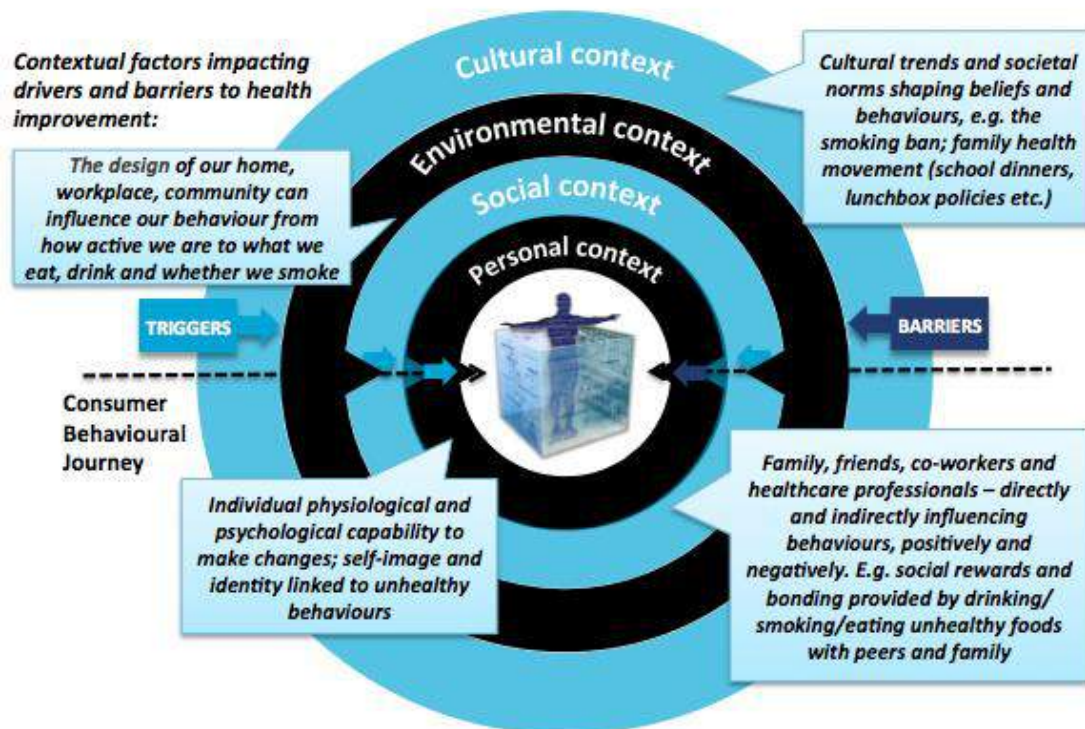 Contextual factors impacting
drivers and barriers to health
improvement:
The design of our home,
workplace, community can
influence our behaviour from
how active we are to what we
eat, drink and whether we smoke
Cultural context
Environmental context
Social context
Personal context
Cultural trends and societal
norms shaping beliefs and
behaviours, e.g. the
smoking ban; family health
movement (school dinners,
lunchbox policies etc.)
TRIGGERS
BARRIERS
Consumer
Behavioural
Journey
Individual physiological and
psychological capability to
make changes; self-image and
identity linked to unhealthy
behaviours
Family, friends, co-workers and
healthcare professionals – directly
and indirectly influencing
behaviours, positively and
negatively. E.g. social rewards and
bonding provided by drinking/
smoking/eating unhealthy foods
with peers and family